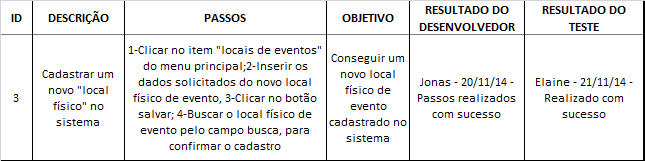 ID
DESCRIÇÃO
PASSOS
OBJETIVO
RESULTADO DO
DESENVOLVEDOR
RESULTADO DO
TESTE
3
Cadastrar um
novo "local
físico" no
sistema
1-Clicar no item "locais de eventos"
do menu principal;2-Inserir os
dados solicitados do novo local
físico de evento, 3-Clicar no botão
salvar; 4-Buscar o local físico de
evento pelo campo busca, para
confirmar o cadastro
Conseguir um
novo local
físico de
evento
cadastrado no
sistema
Jonas - 20/11/14 -
Passos realizados
com sucesso
Elaine - 21/11/14 -
Realizado com
sucesso